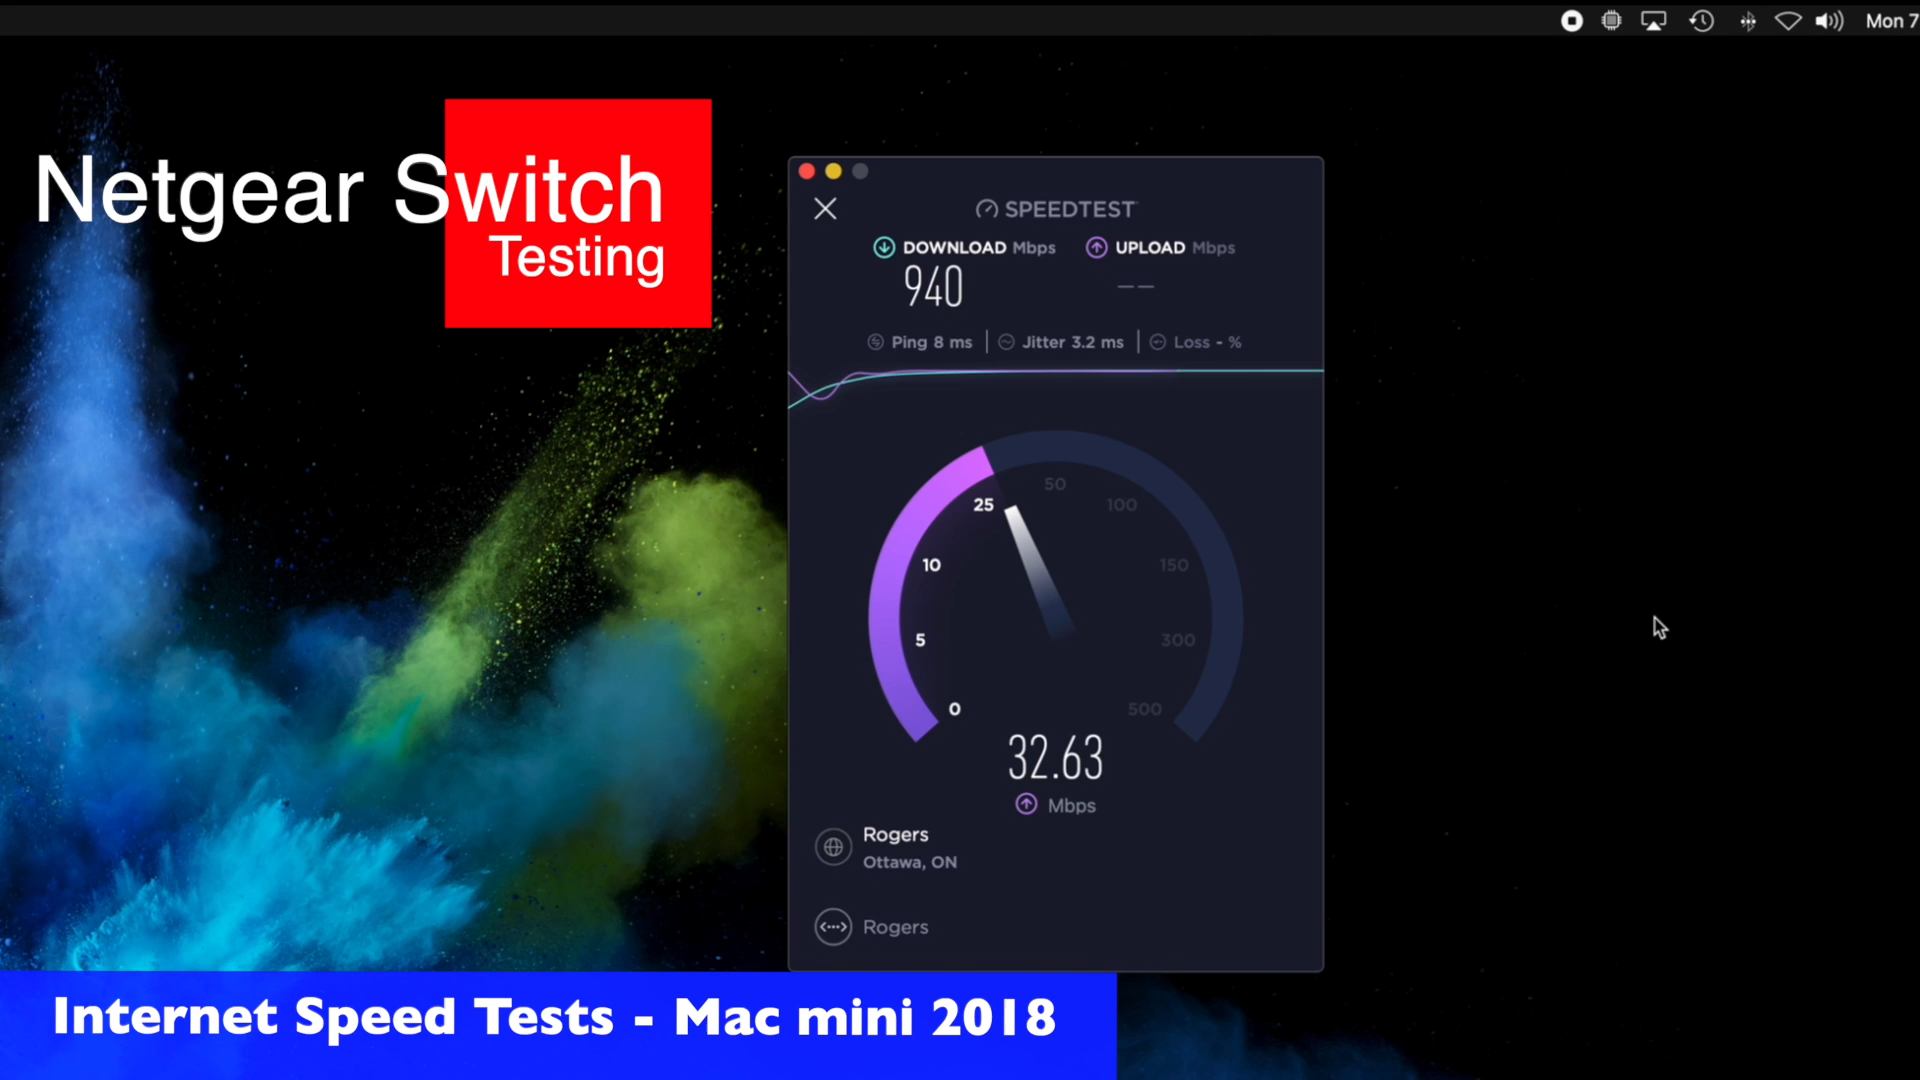 Mon 7
Netgear Switch
Testing
SPEEDTEST
DOWNLOAD Mbps
UPLOAD Mbps
940
— —
Ping 8 ms
Jitter 3.2 ms
Loss - %
0
5
10
25
50
100
150
300
500
32.63
Mbps
Rogers
Ottawa, ON
Rogers
Internet Speed Tests - Mac mini 2018